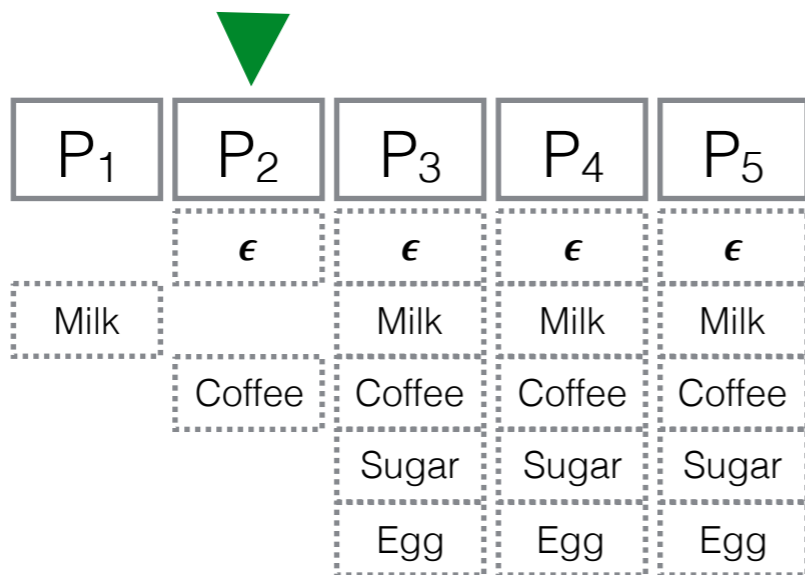 P₁ P₂ P₃ P₄ P₅
ϵ ϵ ϵ ϵ
Milk Milk Milk Milk
Coffee Coffee Coffee Coffee
Sugar Sugar Sugar
Egg Egg Egg